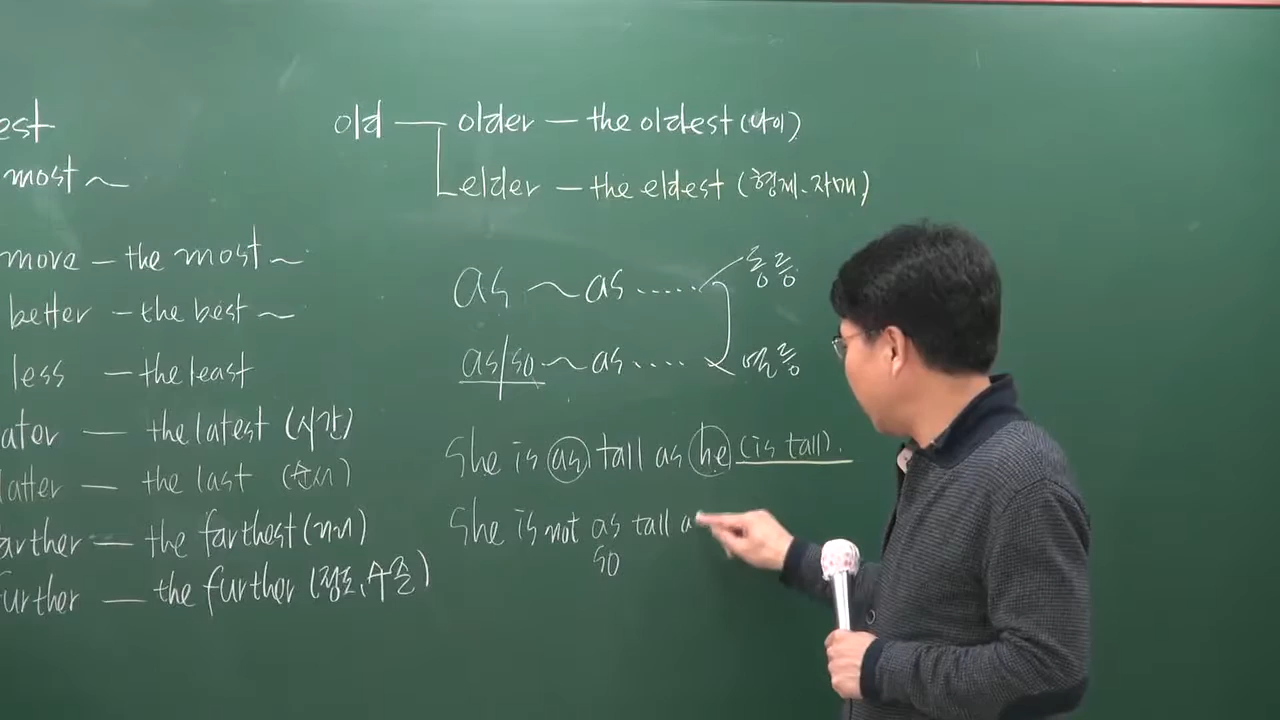 est
most ~
more — the most ~
better — the best ~
less — the least
ater — the latest (시간)
latter — the last (순서)
arther — the farthest (거리)
further — the further (정도, 수준)
old — older — the oldest (나이)
elder — the eldest (형제·자매)
as ~ as ..... 동등
as/so ~ as .... 열등
She is as tall as he (is tall).
She is not as tall a
so